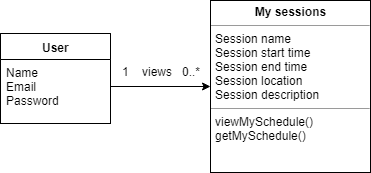 User
Name
Email
Password
1 views 0..*
My sessions
Session name
Session start time
Session end time
Session location
Session description
viewMySchedule()
getMySchedule()